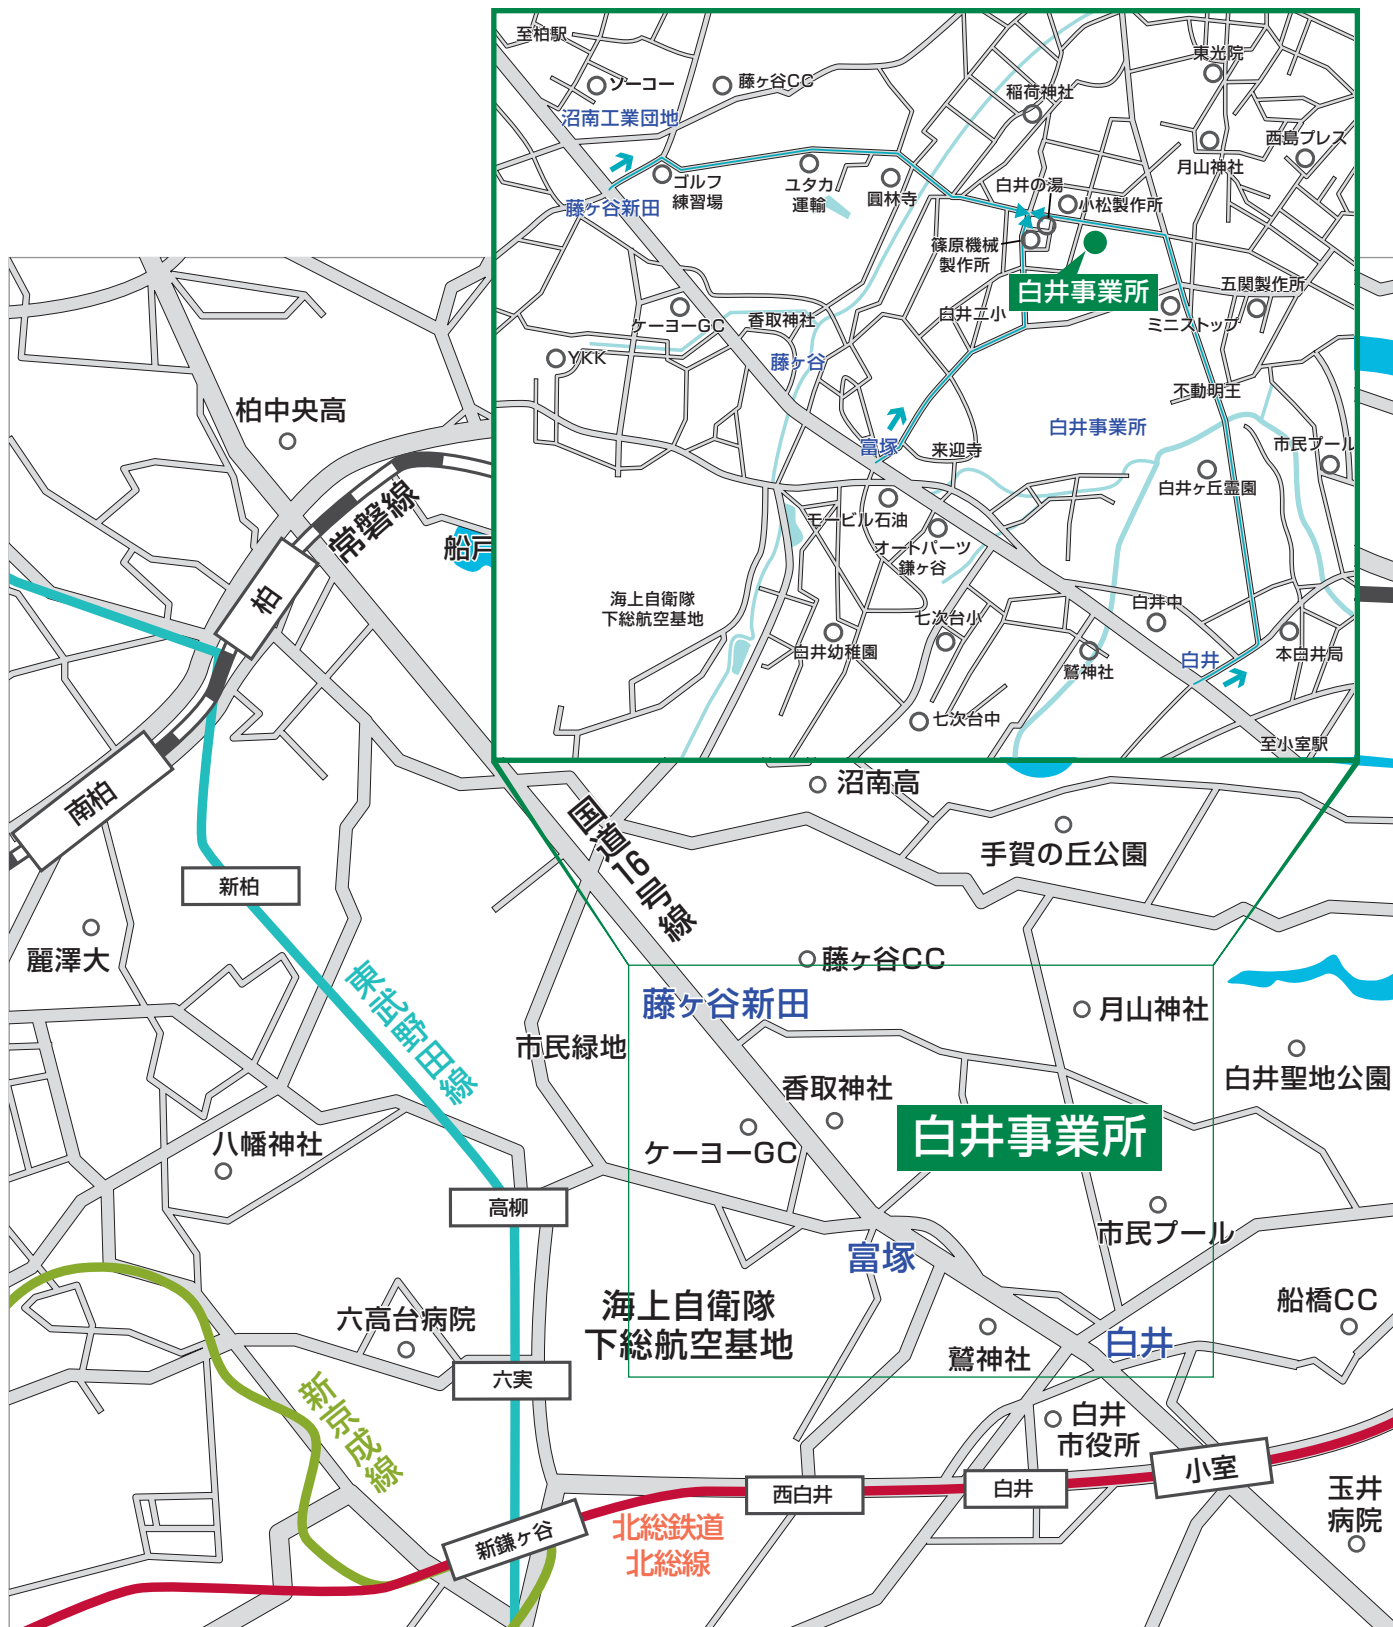 至柏駅
ソーコー
藤ヶ谷CC
東光院
稲荷神社
沼南工業団地
西島プレス
月山神社
ゴルフ
練習場
ユタカ
運輸
圓林寺
白井の湯
小松製作所
藤ヶ谷新田
篠原機械
製作所
白井事業所
五関製作所
ケーヨーGC
香取神社
白井二小
ミニストップ
YKK
藤ヶ谷
不動明王
白井事業所
富塚
来迎寺
市民プール
白井ヶ丘霊園
モービル石油
オートパーツ
鎌ヶ谷
海上自衛隊
下総航空基地
白井中
七次台小
白井幼稚園
鷲神社
白井
本白井局
七次台中
至小室駅
柏中央高
常磐線
船戸
柏
南柏
沼南高
国道16号線
手賀の丘公園
新柏
麗澤大
藤ヶ谷CC
東武野田線
藤ヶ谷新田
月山神社
市民緑地
白井聖地公園
香取神社
白井事業所
八幡神社
ケーヨーGC
高柳
市民プール
富塚
海上自衛隊
下総航空基地
船橋CC
六高台病院
白井
鷲神社
六実
新京成線
白井
市役所
小室
西白井
白井
玉井
病院
新鎌ヶ谷
北総鉄道
北総線